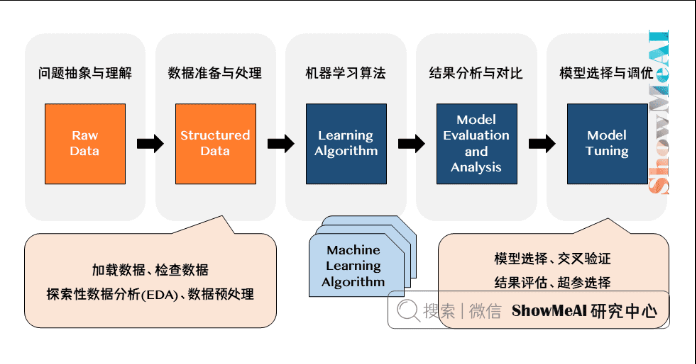 问题抽象与理解
Raw
Data
数据准备与处理
Structured
Data
机器学习算法
Learning
Algorithm
结果分析与对比
Model
Evaluation
and
Analysis
模型选择与调优
Model
Tuning
ShowMeAI
加载数据、检查数据
探索性数据分析(EDA)、数据预处理
Machine
Learning
Algorithm
模型选择、交叉验证
结果评估、超参选择
搜索 | 微信 ShowMeAI 研究中心